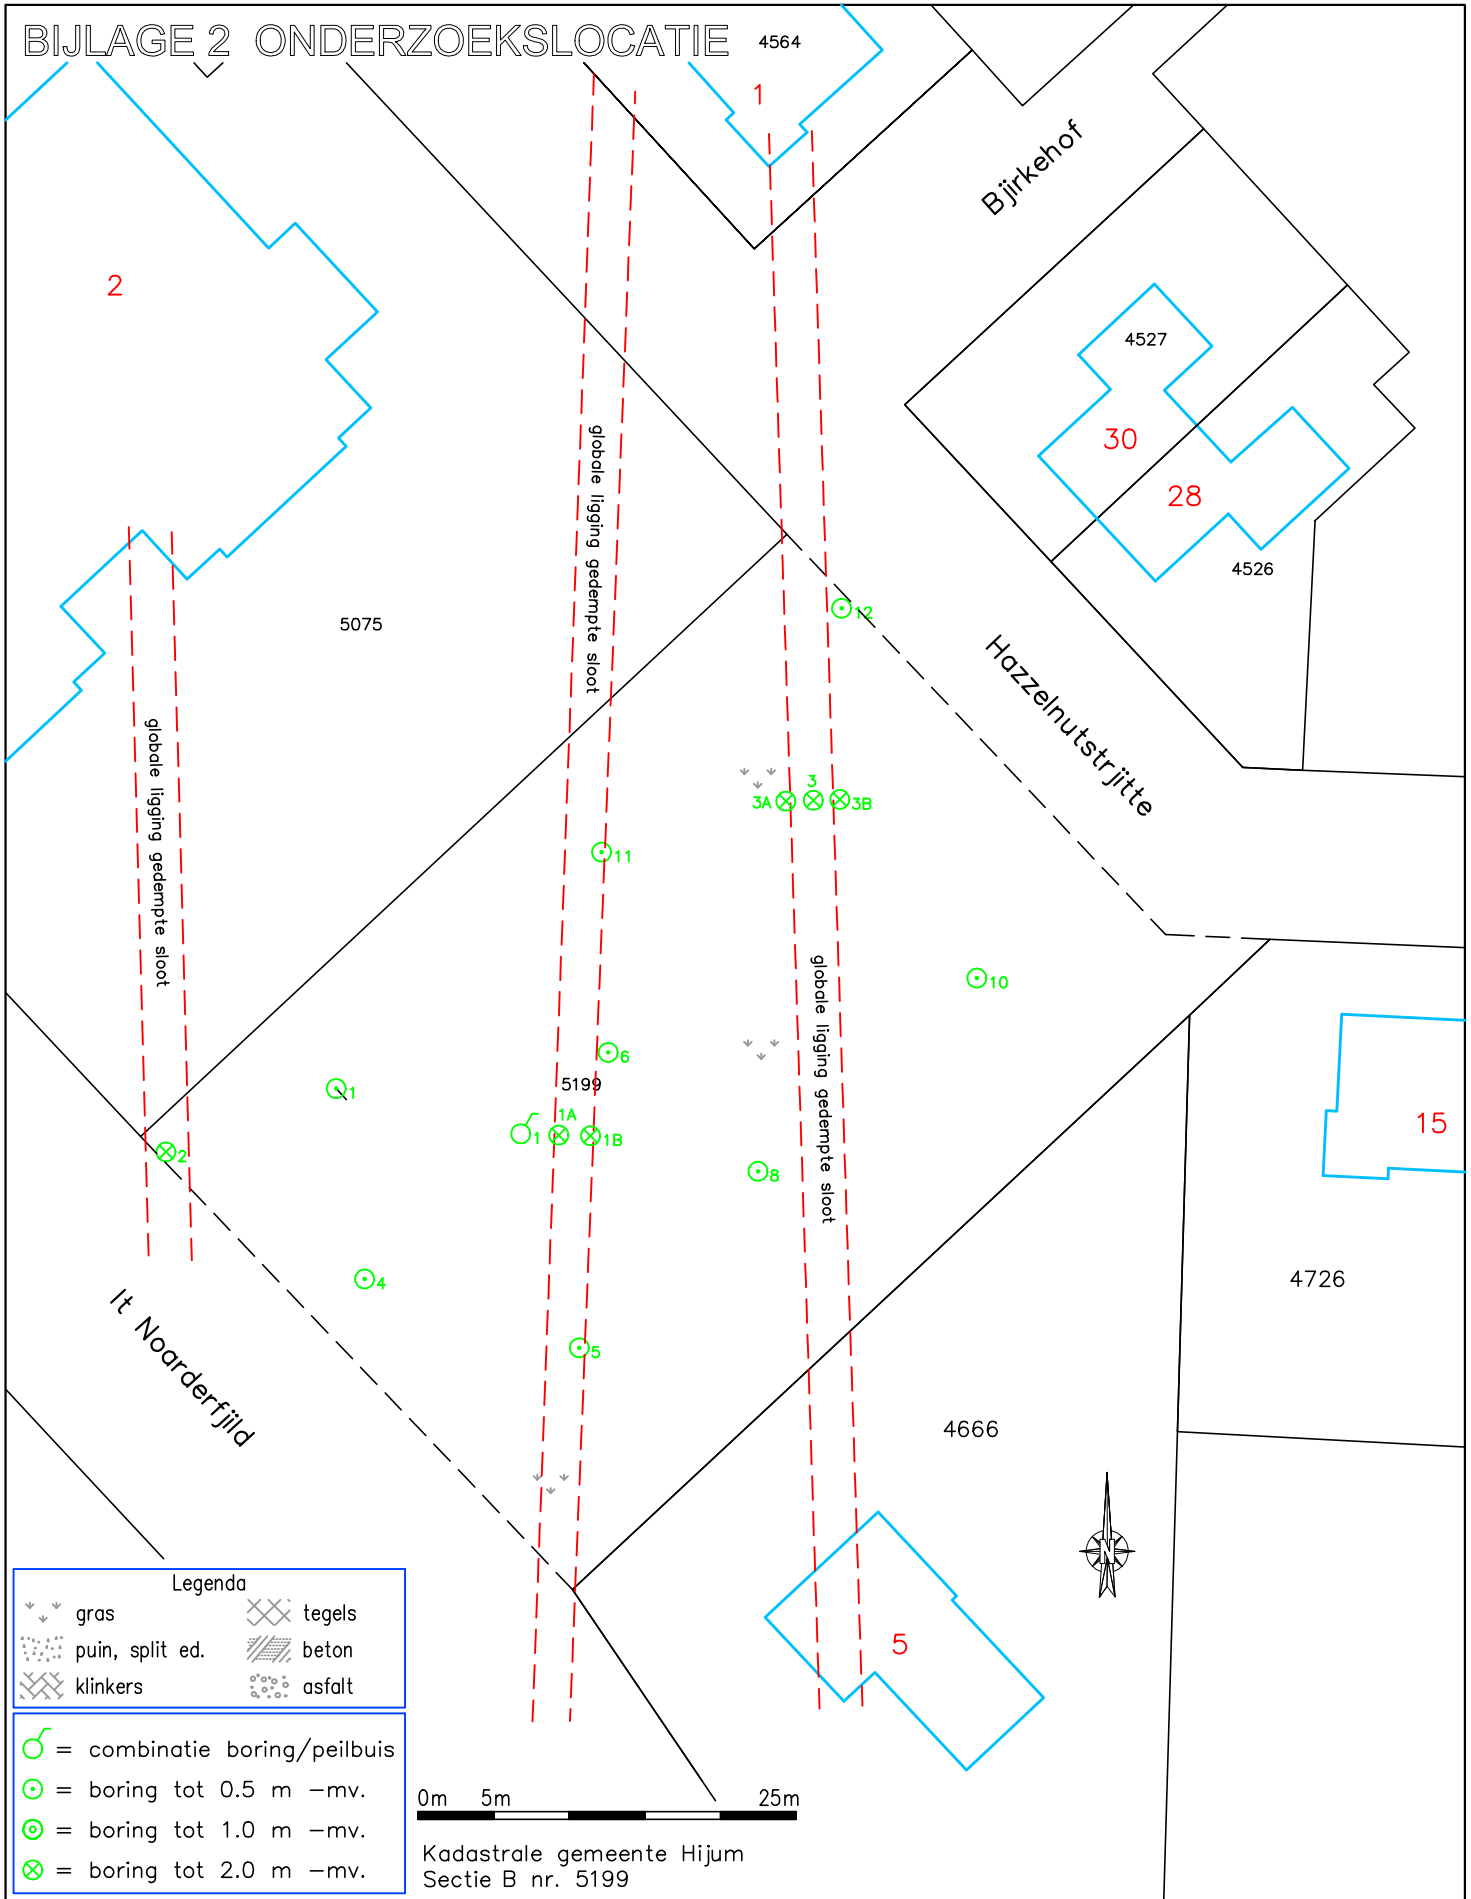 BIJLAGE 2 ONDERZOEKSLOCATIE
4564
1
Bjirkehof
2
4527
30
28
4526
globale ligging gedempte sloot
5075
12
Hazzelnutstrjitte
globale ligging gedempte sloot
3
3A
3B
11
globale ligging gedempte sloot
10
6
5199
1
1A
1
1B
2
8
15
4
4726
It Noarderfjild
5
4666
N
5
Legenda
gras
tegels
puin, split ed.
beton
klinkers
asfalt
= combinatie boring/peilbuis
= boring tot 0.5 m -mv.
= boring tot 1.0 m -mv.
= boring tot 2.0 m -mv.
0m 5m 25m
Kadastrale gemeente Hijum
Sectie B nr. 5199